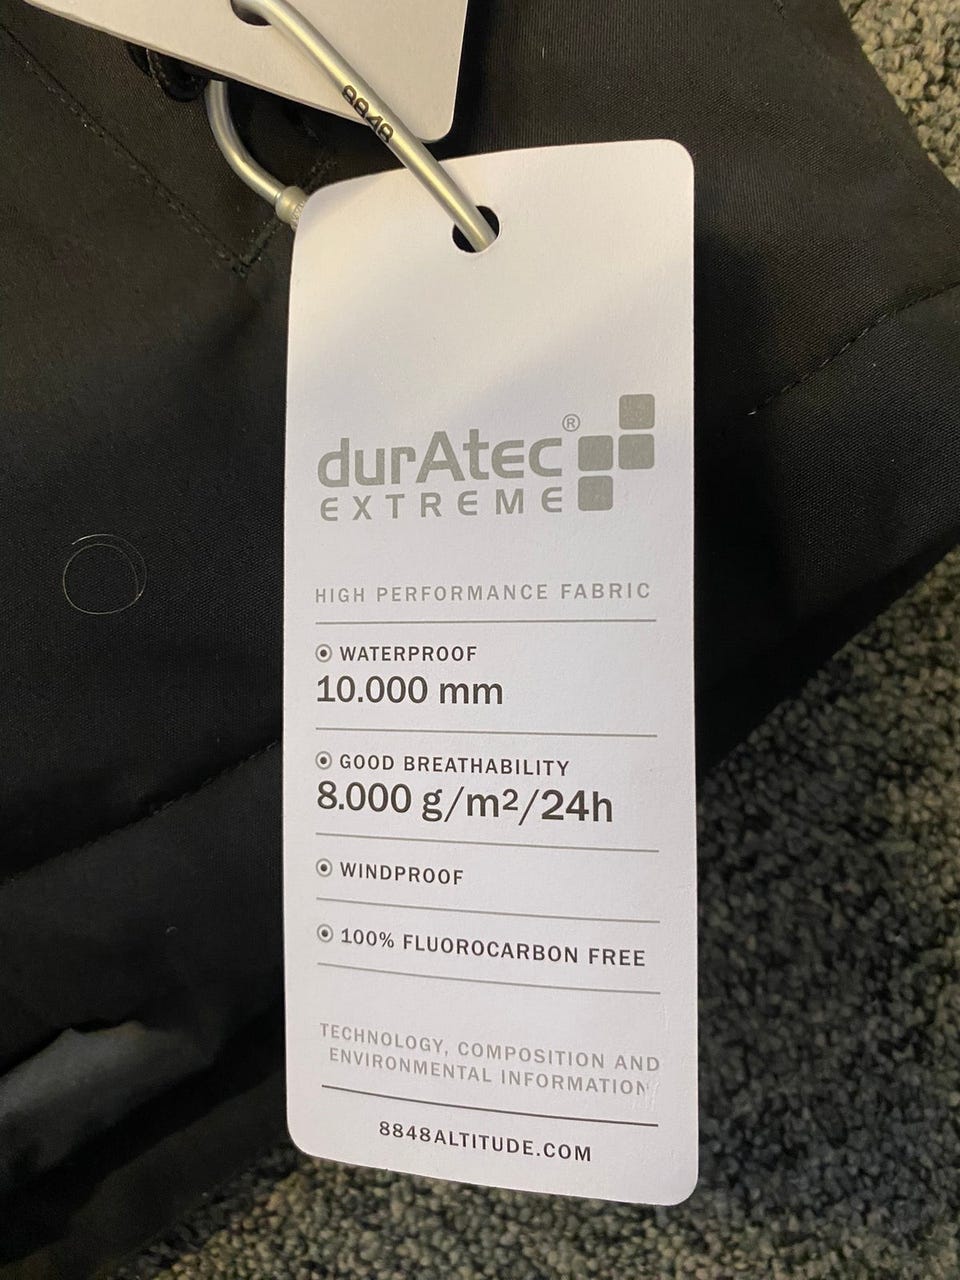 8848
durAtec®
EXTREME
HIGH PERFORMANCE FABRIC
WATERPROOF
10.000 mm
GOOD BREATHABILITY
8.000 g/m²/24h
WINDPROOF
100% FLUOROCARBON FREE
TECHNOLOGY, COMPOSITION AND
ENVIRONMENTAL INFORMATION
8848ALTITUDE.COM